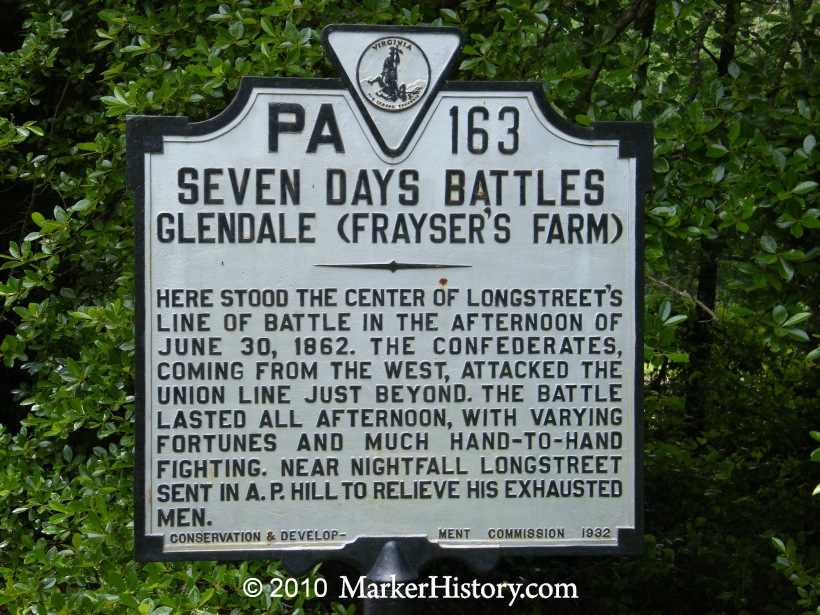 VIRGINIA
PA 163
SEVEN DAYS BATTLES
GLENDALE (FRAYSER'S FARM)
HERE STOOD THE CENTER OF LONGSTREET'S
LINE OF BATTLE IN THE AFTERNOON OF
JUNE 30, 1862. THE CONFEDERATES,
COMING FROM THE WEST, ATTACKED THE
UNION LINE JUST BEYOND. THE BATTLE
LASTED ALL AFTERNOON, WITH VARYING
FORTUNES AND MUCH HAND-TO-HAND
FIGHTING. NEAR NIGHTFALL LONGSTREET
SENT IN A. P. HILL TO RELIEVE HIS EXHAUSTED
MEN.
CONSERVATION & DEVELOP- MENT COMMISSION 1932
© 2010 MarkerHistory.com